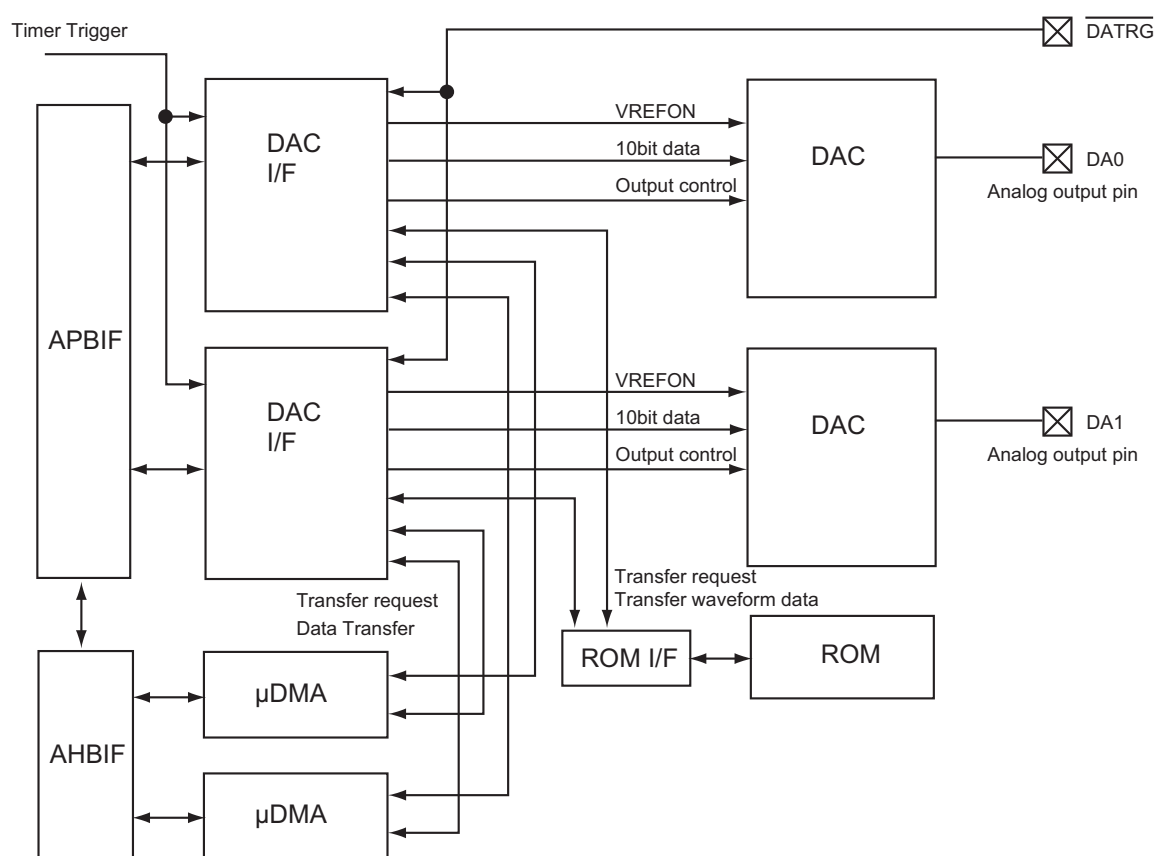 Timer Trigger
DATRG
DAC
I/F
VREFON
10bit data
Output control
DAC
DA0
Analog output pin
APBIF
DAC
I/F
VREFON
10bit data
Output control
DAC
DA1
Analog output pin
Transfer request
Data Transfer
Transfer request
Transfer waveform data
ROM I/F
ROM
AHBIF
µDMA
µDMA